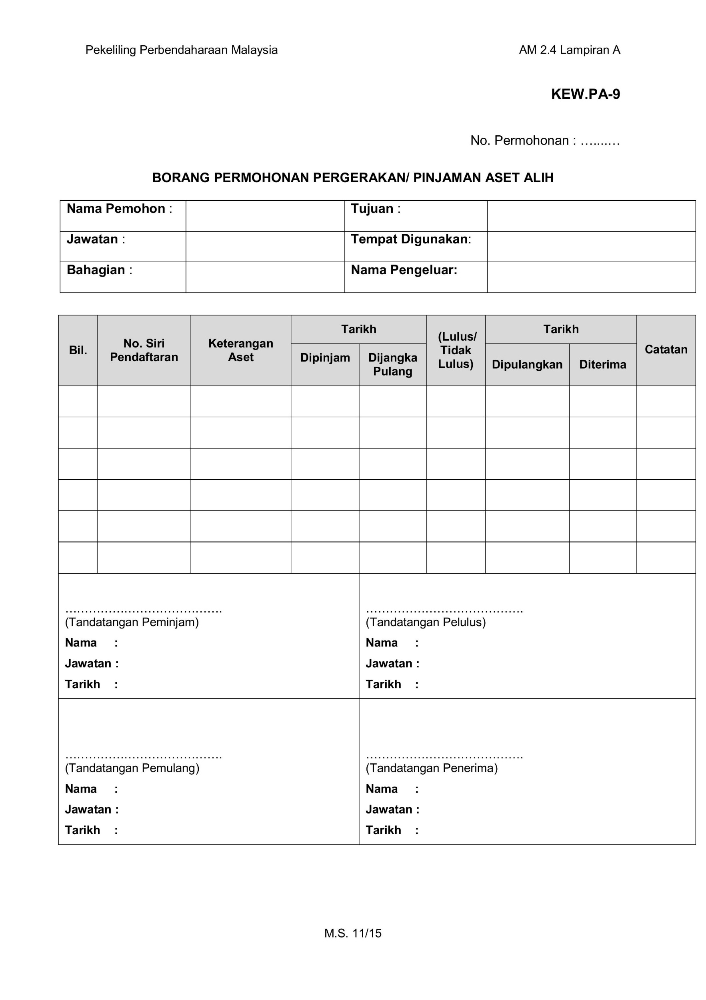 Pekeliling Perbendaharaan Malaysia AM 2.4 Lampiran A
KEW.PA-9
No. Permohonan : …....…
BORANG PERMOHONAN PERGERAKAN/ PINJAMAN ASET ALIH
Nama Pemohon : Tujuan :
Jawatan : Tempat Digunakan:
Bahagian : Nama Pengeluar:
Bil. No. Siri Pendaftaran Keterangan Aset Tarikh (Lulus/ Tidak Lulus) Tarikh Catatan
Dipinjam Dijangka Pulang Dipulangkan Diterima
………………………………….
(Tandatangan Peminjam)
Nama :
Jawatan :
Tarikh :
………………………………….
(Tandatangan Pelulus)
Nama :
Jawatan :
Tarikh :
………………………………….
(Tandatangan Pemulang)
Nama :
Jawatan :
Tarikh :
………………………………….
(Tandatangan Penerima)
Nama :
Jawatan :
Tarikh :
M.S. 11/15